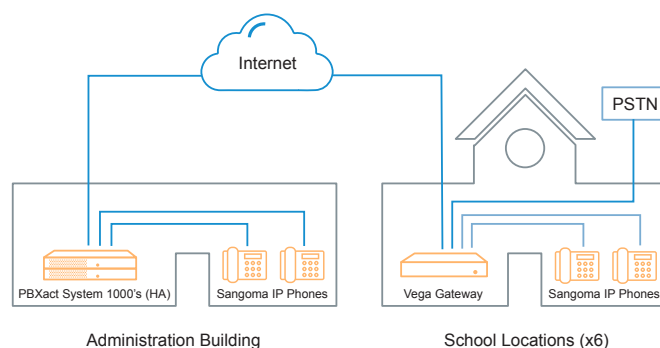 Internet
PSTN
PBXact System 1000's (HA)
Sangoma IP Phones
Vega Gateway
Sangoma IP Phones
Administration Building
School Locations (x6)